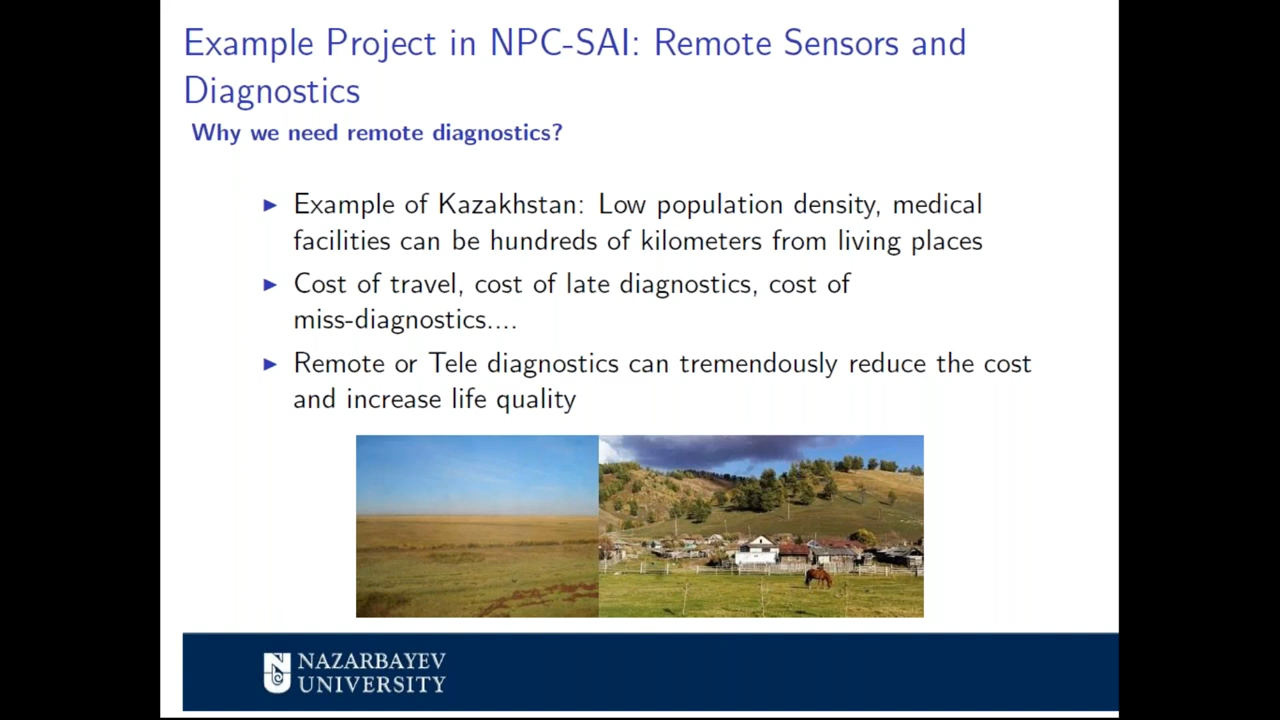 Example Project in NPC-SAI: Remote Sensors and
Diagnostics
Why we need remote diagnostics?
Example of Kazakhstan: Low population density, medical
facilities can be hundreds of kilometers from living places
Cost of travel, cost of late diagnostics, cost of
miss-diagnostics....
Remote or Tele diagnostics can tremendously reduce the cost
and increase life quality
NAZARBAYEV
UNIVERSITY